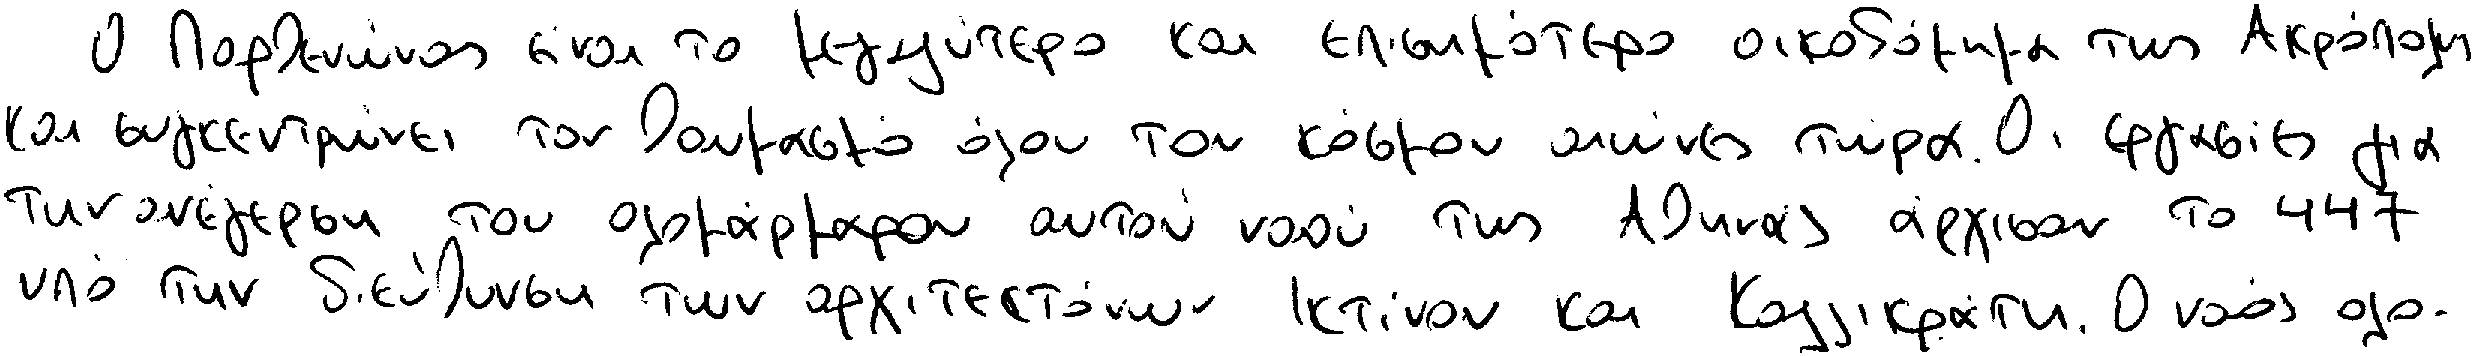 Ο Παρθενώνας είναι το μεγαλύτερο και επισημότερο οικοδόμημα της Ακρόπολης
και συγκεντρώνει τον θαυμασμό όλου του κόσμου αιώνες τώρα. Οι εργασίες για
την ανέγερση του ολομάρμαρου αυτού ναού της Αθηνάς άρχισαν το 447
υπό την διεύθυνση των αρχιτεκτόνων Ικτίνου και Καλλικράτη. Ο ναός ολο-